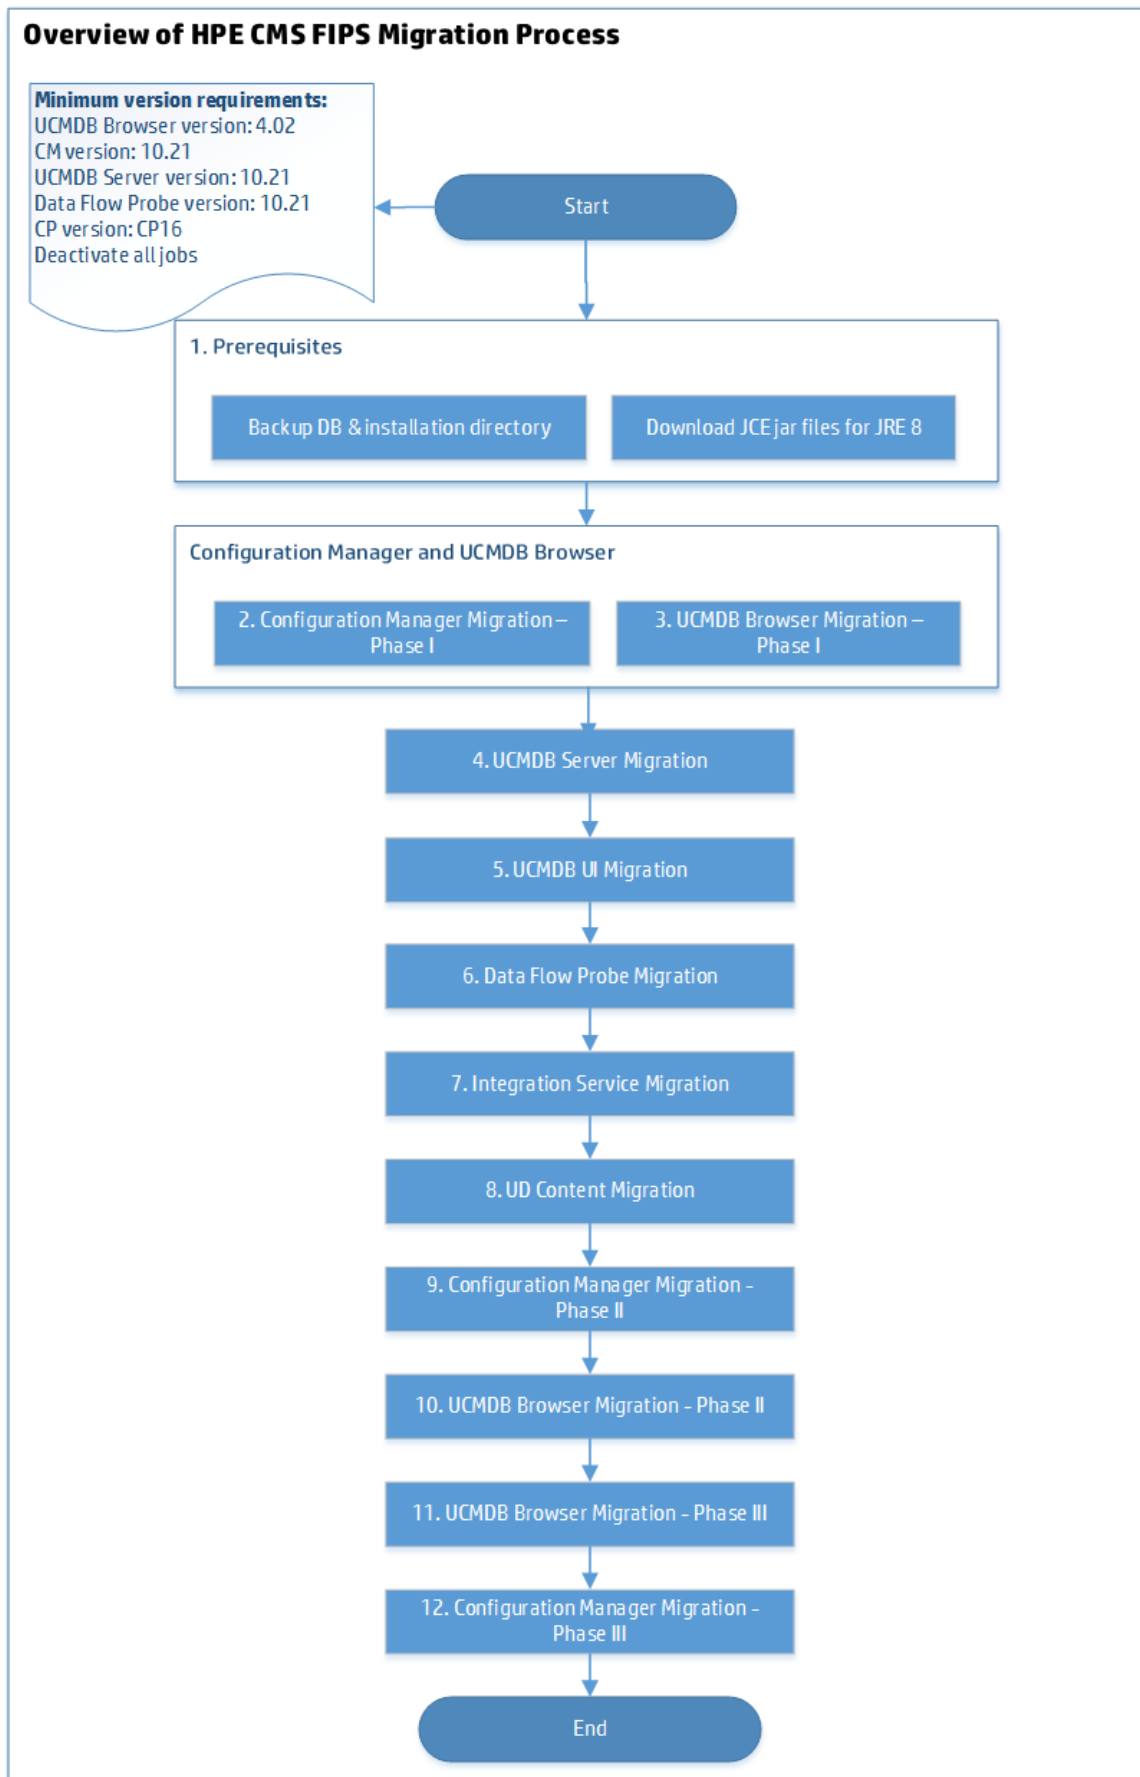 Overview of HPE CMS FIPS Migration Process
Minimum version requirements:
UCMDB Browser version: 4.02
CM version: 10.21
UCMDB Server version: 10.21
Data Flow Probe version: 10.21
CP version: CP16
Deactivate all jobs
Start
1. Prerequisites
Backup DB & installation directory
Download JCE jar files for JRE 8
Configuration Manager and UCMDB Browser
2. Configuration Manager Migration –
Phase I
3. UCMDB Browser Migration –
Phase I
4. UCMDB Server Migration
5. UCMDB UI Migration
6. Data Flow Probe Migration
7. Integration Service Migration
8. UD Content Migration
9. Configuration Manager Migration -
Phase II
10. UCMDB Browser Migration - Phase II
11. UCMDB Browser Migration - Phase III
12. Configuration Manager Migration -
Phase III
End